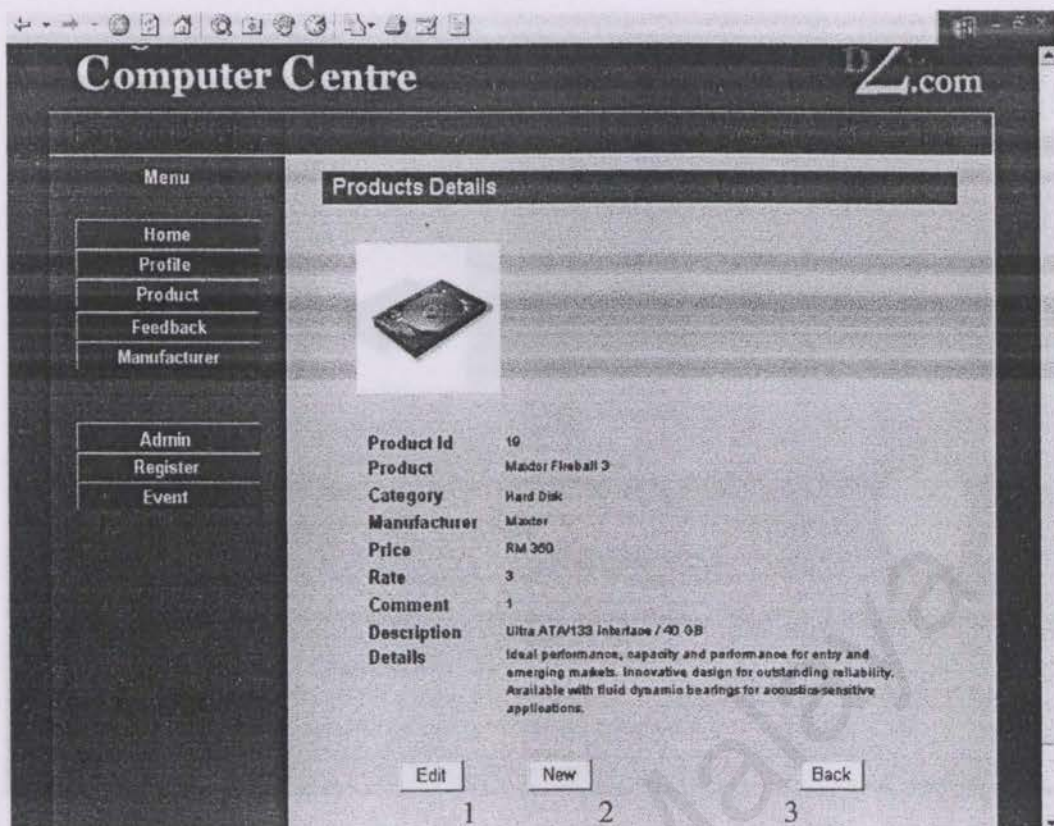 Computer Centre
DZ.com
Menu
Products Details
Home
Profile
Product
Feedback
Manufacturer
Admin
Register
Event
Product Id 19
Product Maxtor Fireball 3
Category Hard Disk
Manufacturer Maxtor
Price RM 360
Rate 3
Comment 1
Description Ultra ATA/133 Interface / 40 GB
Details Ideal performance, capacity and performance for entry and
emerging markets. Innovative design for outstanding reliability.
Available with fluid dynamic bearings for acoustics-sensitive
applications.
Edit New Back
1 2 3
Malaya